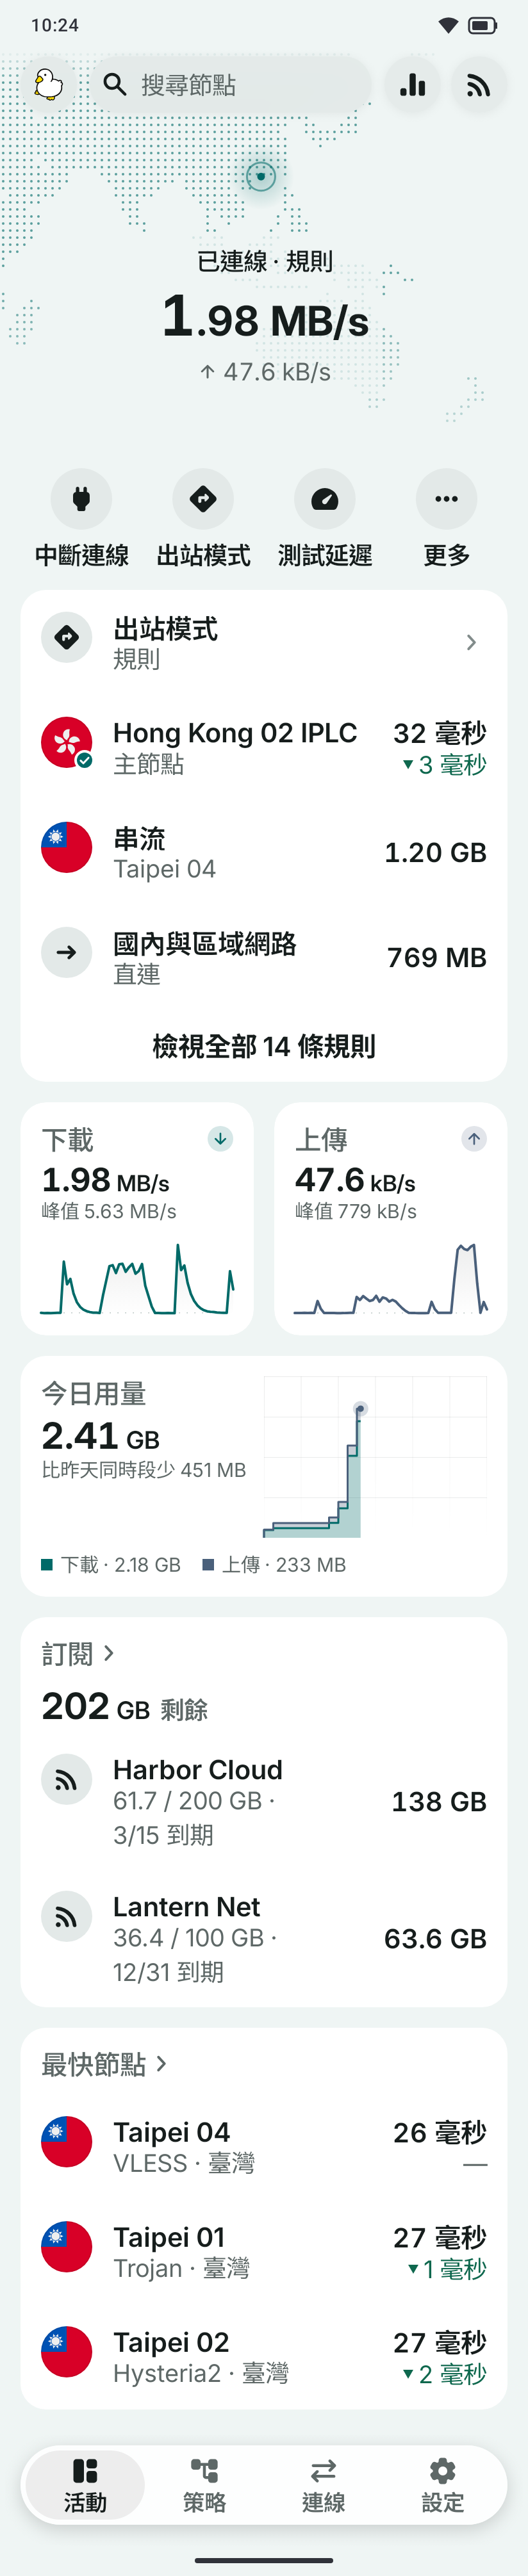 10:24
搜尋節點
已連線 · 規則
1.98 MB/s
↑ 47.6 kB/s
中斷連線
出站模式
測試延遲
更多
出站模式
規則
Hong Kong 02 IPLC
32 毫秒
主節點
▼3 毫秒
串流
Taipei 04
1.20 GB
國內與區域網路
直連
769 MB
檢視全部 14 條規則
下載
1.98 MB/s
峰值 5.63 MB/s
上傳
47.6 kB/s
峰值 779 kB/s
今日用量
2.41 GB
比昨天同時段少 451 MB
下載 · 2.18 GB
上傳 · 233 MB
訂閱
202 GB 剩餘
Harbor Cloud
61.7 / 200 GB ·
3/15 到期
138 GB
Lantern Net
36.4 / 100 GB ·
12/31 到期
63.6 GB
最快節點
Taipei 04
26 毫秒
VLESS · 臺灣
—
Taipei 01
27 毫秒
Trojan · 臺灣
▼1 毫秒
Taipei 02
27 毫秒
Hysteria2 · 臺灣
▼2 毫秒
活動
策略
連線
設定